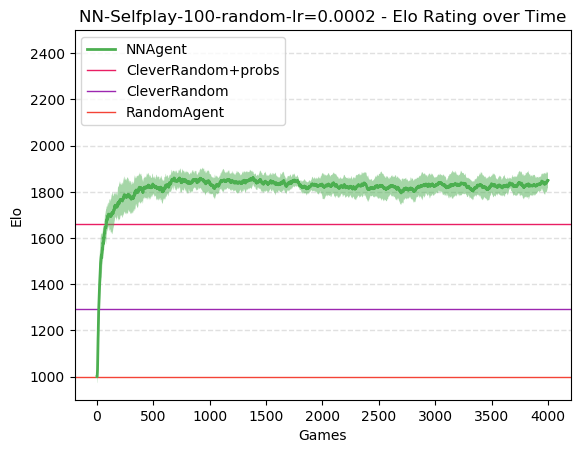 NN-Selfplay-100-random-lr=0.0002 - Elo Rating over Time
NNAgent
CleverRandom+probs
CleverRandom
RandomAgent
2400
2200
2000
1800
1600
1400
1200
1000
Elo
0 500 1000 1500 2000 2500 3000 3500 4000
Games